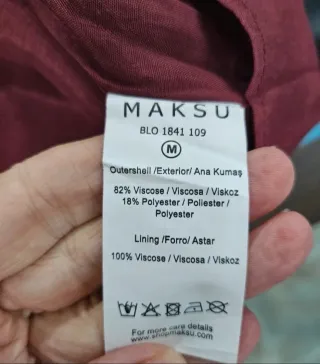 MAKSU
BLO 1841 109
M
Outershell /Exterior/ Ana Kumaş
82% Viscose / Viscosa / Viskoz
18% Polyester / Poliester /
Polyester
Lining /Forro/ Astar
100% Viscose / Viscosa / Viskoz
For more care details
www.shopmaksu.com